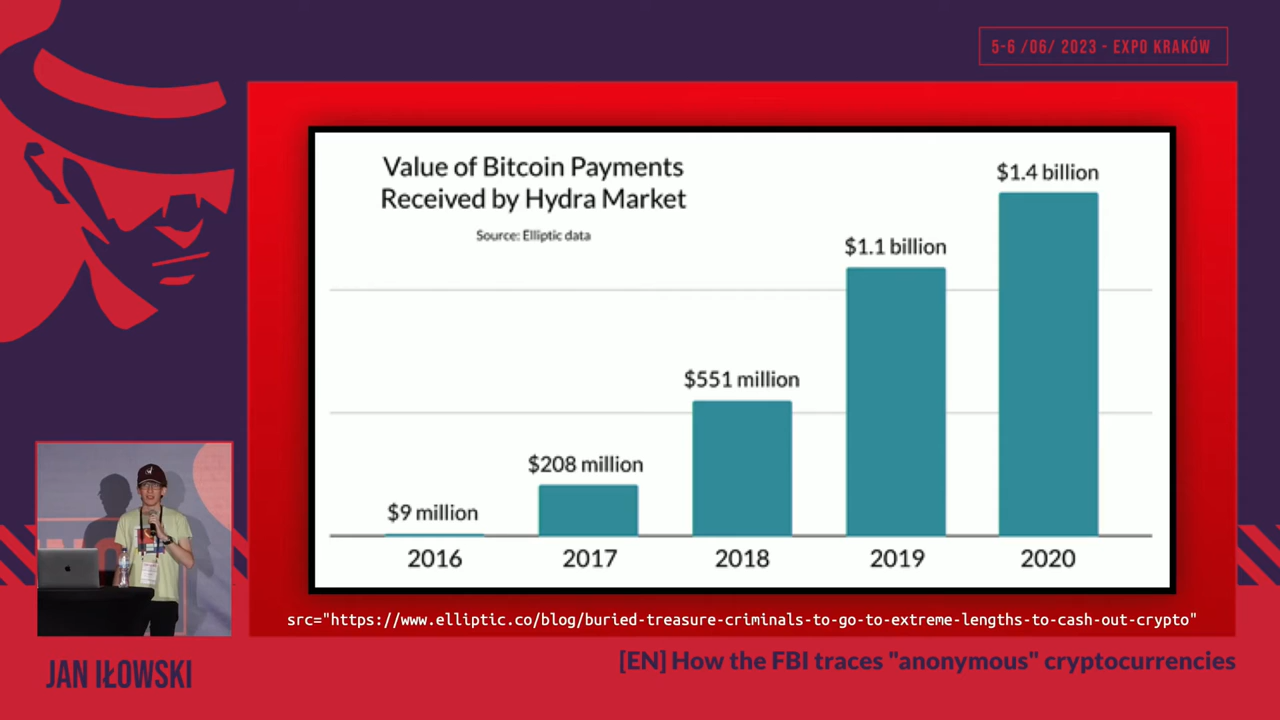 5-6 /06/ 2023 - EXPO KRAKÓW
Value of Bitcoin Payments
Received by Hydra Market
Source: Elliptic data
$9 million
$208 million
$551 million
$1.1 billion
$1.4 billion
2016
2017
2018
2019
2020
src="https://www.elliptic.co/blog/buried-treasure-criminals-to-go-to-extreme-lengths-to-cash-out-crypto"
JAN IŁOWSKI
[EN] How the FBI traces "anonymous" cryptocurrencies